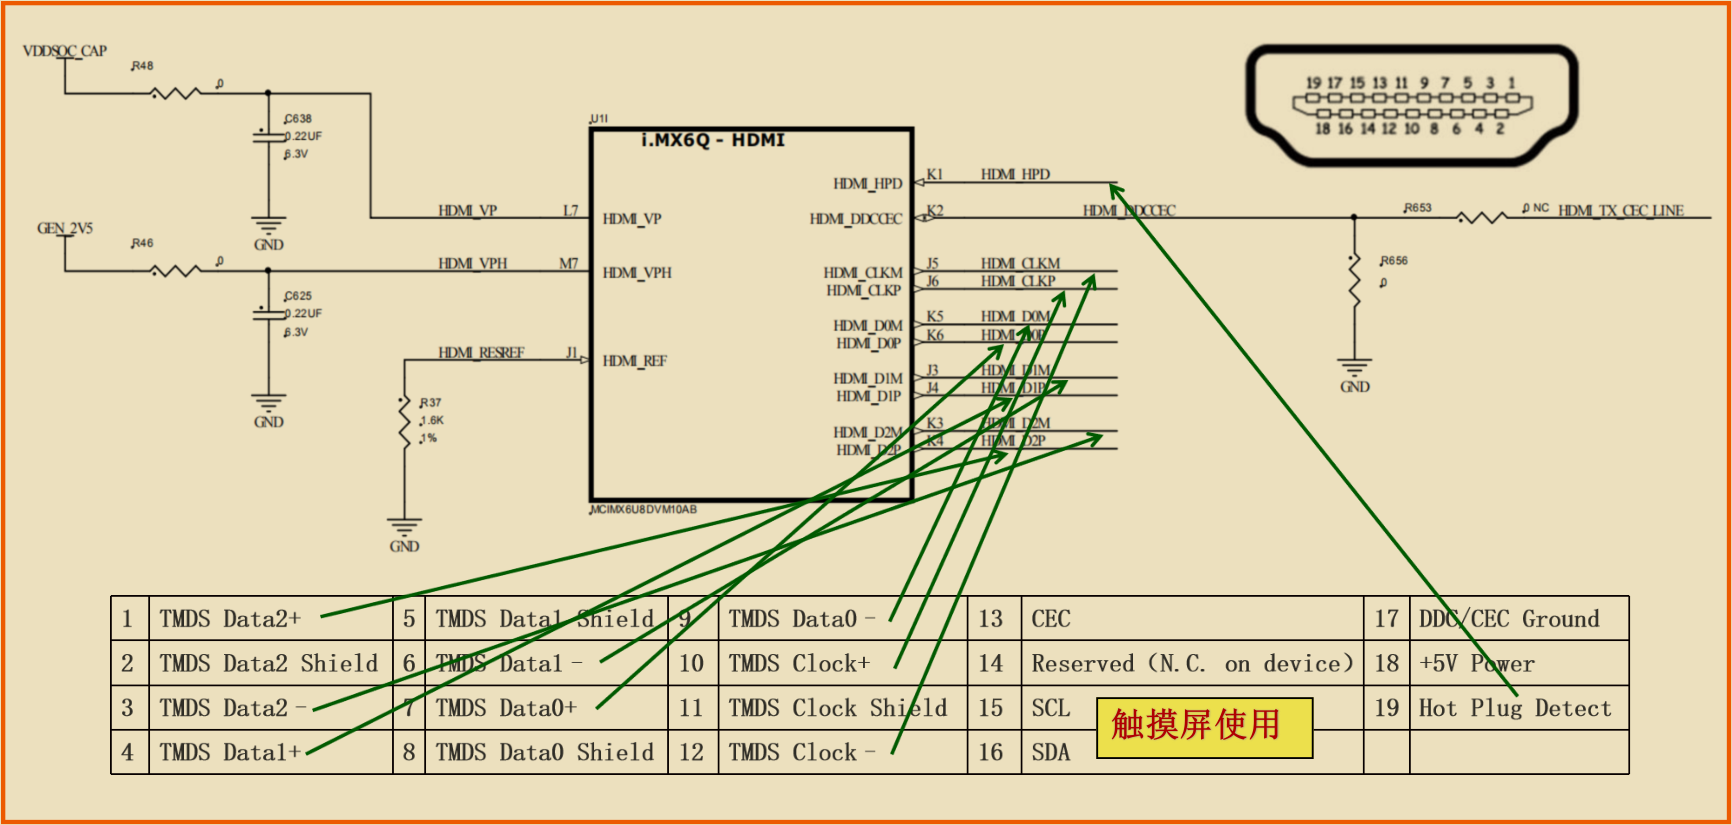 VDDSOC_CAP
R48
0
C638
0.22UF
6.3V
GND
HDMI_VP
L7
GEN_2V5
R46
0
HDMI_VPH
M7
C625
0.22UF
6.3V
GND
HDMI_RESREF
J1
R37
1.6K
1%
GND
U1I
i.MX6Q - HDMI
HDMI_VP
HDMI_VPH
HDMI_REF
HDMI_HPD
HDMI_DDCCEC
HDMI_CLKM
HDMI_CLKP
HDMI_D0M
HDMI_D0P
HDMI_D1M
HDMI_D1P
HDMI_D2M
HDMI_D2P
MCIMX6U8DVM10AB
K1 HDMI_HPD
K2 HDMI_DDCCEC
J5 HDMI_CLKM
J6 HDMI_CLKP
K5 HDMI_D0M
K6 HDMI_D0P
J3 HDMI_D1M
J4 HDMI_D1P
K3 HDMI_D2M
K4 HDMI_D2P
19 17 15 13 11 9 7 5 3 1
18 16 14 12 10 8 6 4 2
R653
0 NC
HDMI_TX_CEC_LINE
R656
0
GND
1 TMDS Data2+ 5 TMDS Data1 Shield 9 TMDS Data0 - 13 CEC 17 DDC/CEC Ground
2 TMDS Data2 Shield 6 TMDS Data1 - 10 TMDS Clock+ 14 Reserved (N.C. on device) 18 +5V Power
3 TMDS Data2 - 7 TMDS Data0+ 11 TMDS Clock Shield 15 SCL 19 Hot Plug Detect
4 TMDS Data1+ 8 TMDS Data0 Shield 12 TMDS Clock - 16 SDA
触摸屏使用